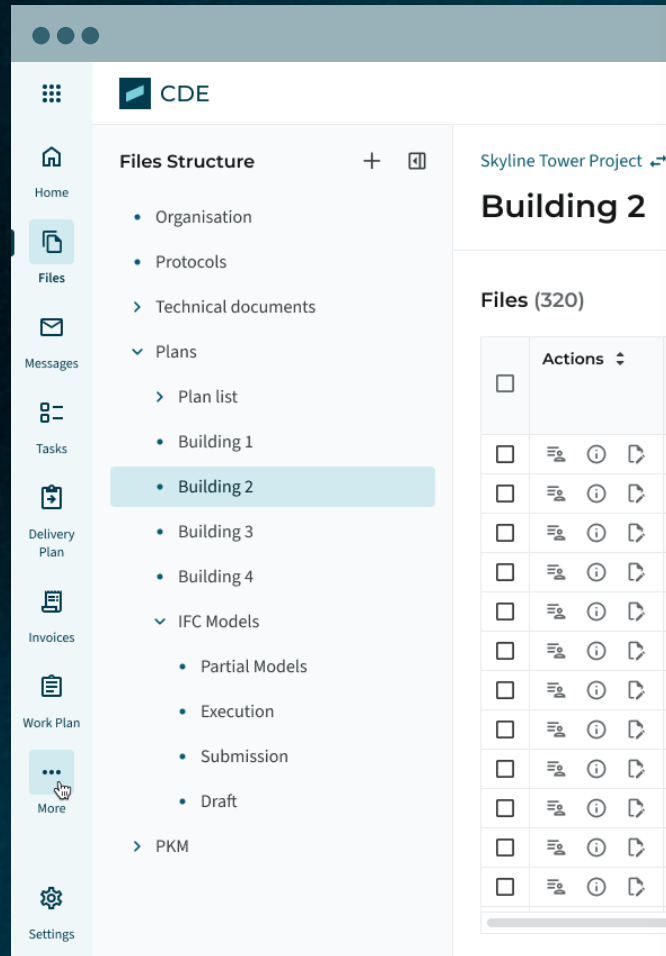 CDE
Home
Files
Messages
Tasks
Delivery
Plan
Invoices
Work Plan
More
Settings
Files Structure
Organisation
Protocols
Technical documents
Plans
Plan list
Building 1
Building 2
Building 3
Building 4
IFC Models
Partial Models
Execution
Submission
Draft
PKM
Skyline Tower Project
Building 2
Files (320)
Actions